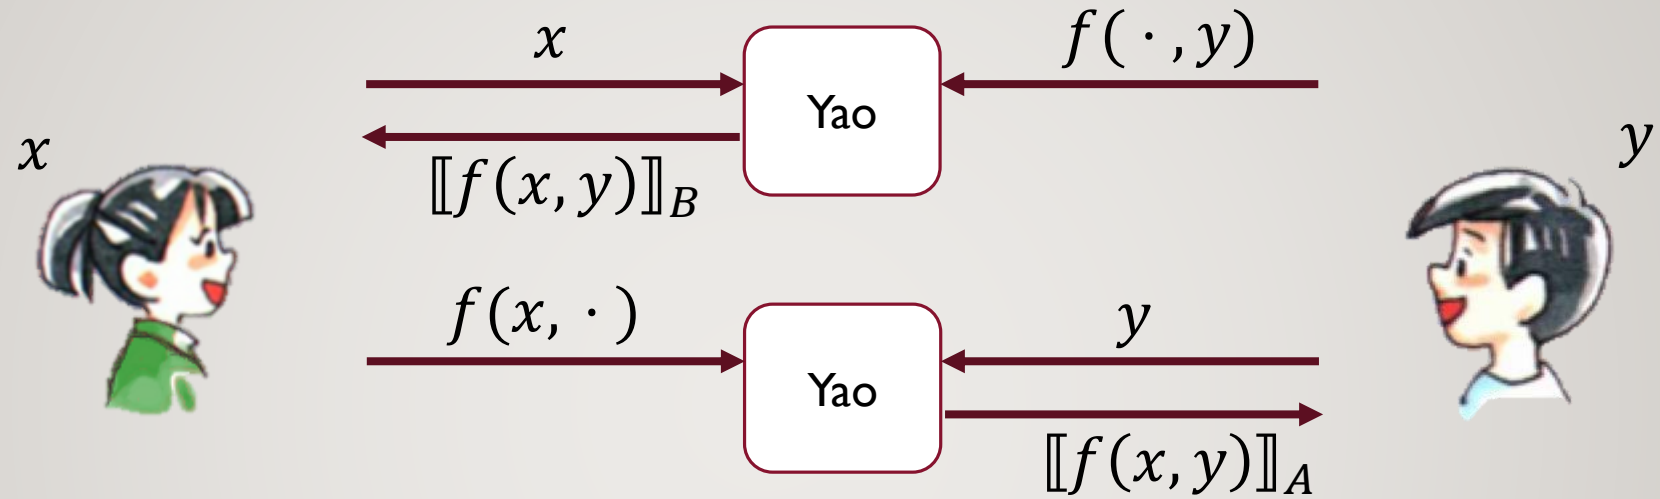 x
f( · , y)
Yao
x
y
⟦f(x, y)⟧_B
f(x, · )
y
Yao
⟦f(x, y)⟧_A